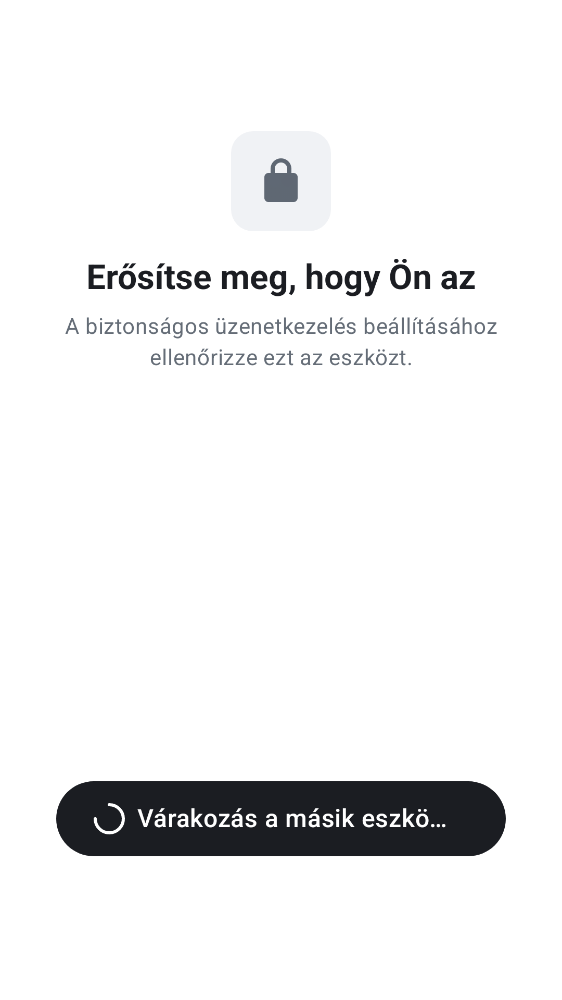 Erősítse meg, hogy Ön az
A biztonságos üzenetkezelés beállításához
ellenőrizze ezt az eszközt.
Várakozás a másik eszkö…